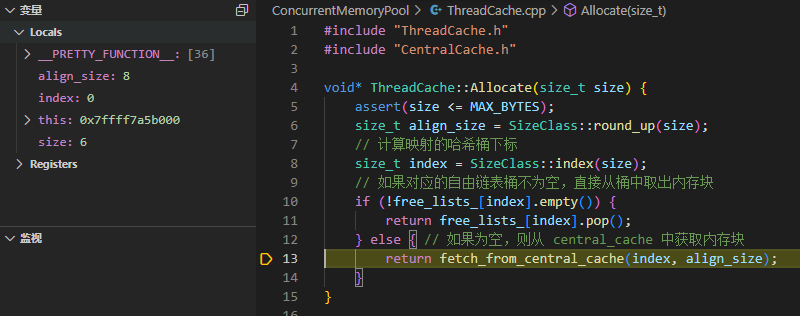 变量
Locals
__PRETTY_FUNCTION__: [36]
align_size: 8
index: 0
this: 0x7ffff7a5b000
size: 6
Registers
监视
ConcurrentMemoryPool > ThreadCache.cpp > Allocate(size_t)
1 #include "ThreadCache.h"
2 #include "CentralCache.h"
3
4 void* ThreadCache::Allocate(size_t size) {
5 assert(size <= MAX_BYTES);
6 size_t align_size = SizeClass::round_up(size);
7 // 计算映射的哈希桶下标
8 size_t index = SizeClass::index(size);
9 // 如果对应的自由链表桶不为空，直接从桶中取出内存块
10 if (!free_lists_[index].empty()) {
11 return free_lists_[index].pop();
12 } else { // 如果为空，则从 central_cache 中获取内存块
13 return fetch_from_central_cache(index, align_size);
14 }
15 }
16